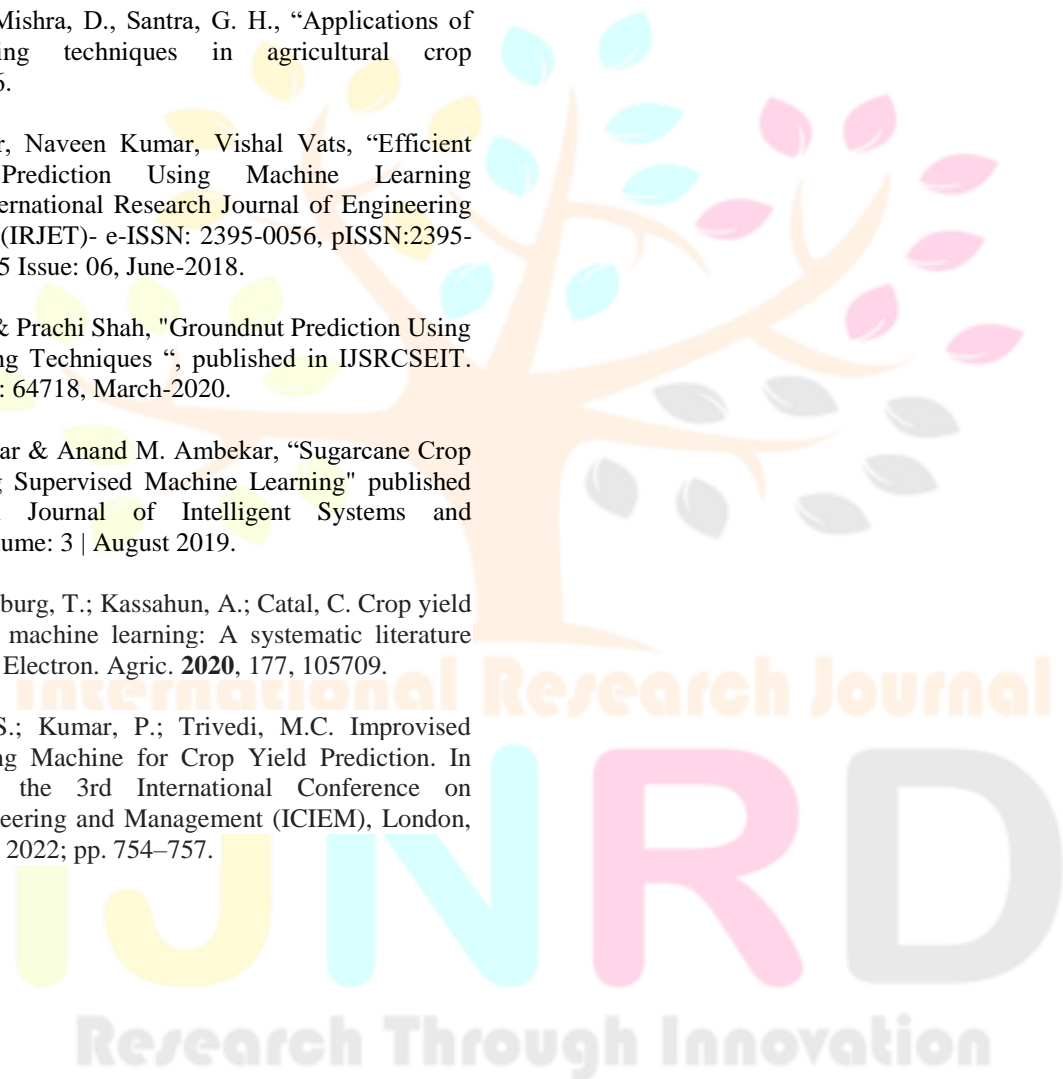 Mishra, D., Santra, G. H., “Applications of
ing techniques in agricultural crop
6.
r, Naveen Kumar, Vishal Vats, “Efficient
Prediction Using Machine Learning
ernational Research Journal of Engineering
(IRJET)- e-ISSN: 2395-0056, pISSN:2395-
5 Issue: 06, June-2018.
& Prachi Shah, "Groundnut Prediction Using
ng Techniques “, published in IJSRCSEIT.
: 64718, March-2020.
ar & Anand M. Ambekar, “Sugarcane Crop
g Supervised Machine Learning" published
Journal of Intelligent Systems and
lume: 3 | August 2019.
burg, T.; Kassahun, A.; Catal, C. Crop yield
machine learning: A systematic literature
Electron. Agric. 2020, 177, 105709.
S.; Kumar, P.; Trivedi, M.C. Improvised
ng Machine for Crop Yield Prediction. In
the 3rd International Conference on
eering and Management (ICIEM), London,
2022; pp. 754–757.
International Research Journal
IJNRD
Research Through Innovation